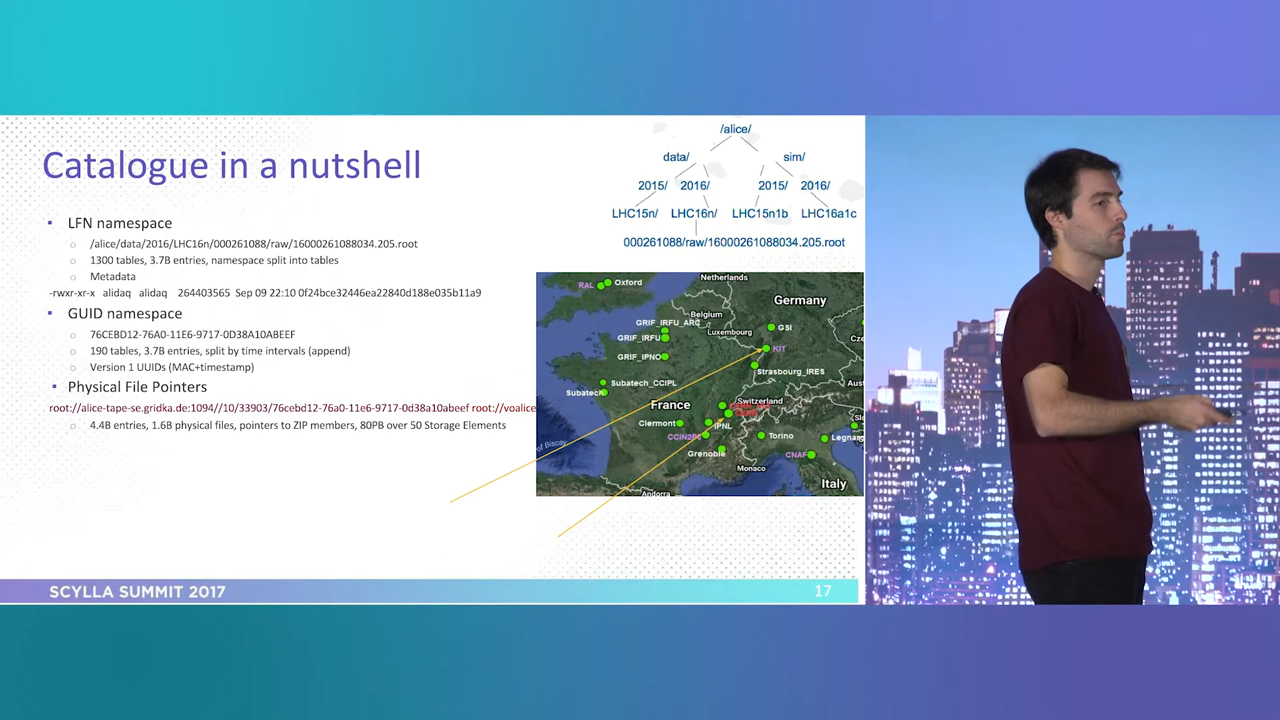 Catalogue in a nutshell
LFN namespace
/alice/data/2016/LHC16n/000261088/raw/16000261088034.205.root
1300 tables, 3.7B entries, namespace split into tables
Metadata
-rwxr-xr-x alidaq alidaq 264403565 Sep 09 22:10 0f24bce32446ea22840d188e035b11a9
GUID namespace
76CEBD12-76A0-11E6-9717-0D38A10ABEEF
190 tables, 3.7B entries, split by time intervals (append)
Version 1 UUIDs (MAC+timestamp)
Physical File Pointers
root://alice-tape-se.gridka.de:1094//10/33903/76cebd12-76a0-11e6-9717-0d38a10abeef root://voalice
4.4B entries, 1.6B physical files, pointers to ZIP members, 80PB over 50 Storage Elements
/alice/
data/ sim/
2015/ 2016/ 2015/ 2016/
LHC15n/ LHC16n/ LHC15n1b LHC16a1c
000261088/raw/16000261088034.205.root
Netherlands
RAL Oxford
Germany
Belgium
GRIF_IRFU_ARC
GSI
Luxembourg
GRIF_IRFU
KIT
GRIF_IPNO
Strasbourg_IRES
Subatech_CCIPL
Subatech
France
Switzerland
Clermont
IPNL
CCIN2P3
Torino
Legnaro
Grenoble
CNAF
of Biscay
Monaco
Italy
Andorra
SCYLLA SUMMIT 2017
17